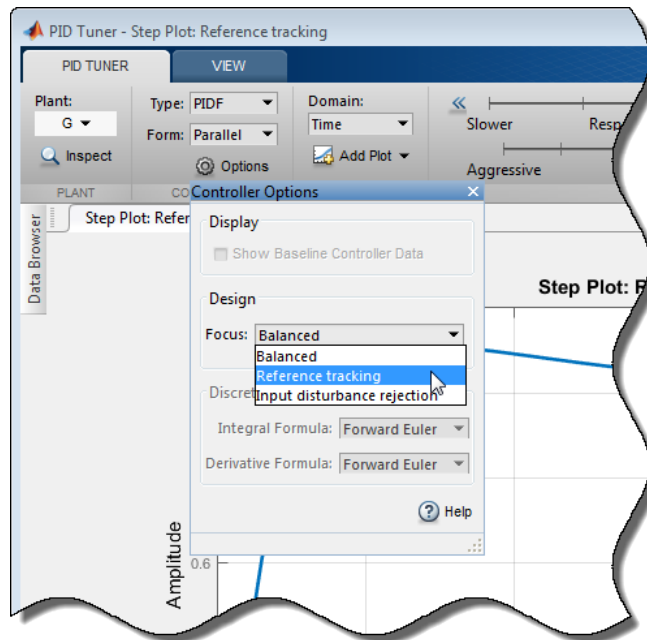 PID Tuner - Step Plot: Reference tracking
PID TUNER VIEW
Plant: Type: PIDF Domain:
G Form: Parallel Time Slower Resp
Inspect Options Add Plot Aggressive
PLANT CO
Controller Options
Data Browser
Step Plot: Refer
Display
Show Baseline Controller Data
Step Plot: R
Design
Focus: Balanced
Balanced
Reference tracking
Input disturbance rejection
Discret
Integral Formula: Forward Euler
Derivative Formula: Forward Euler
Help
Amplitude
0.6